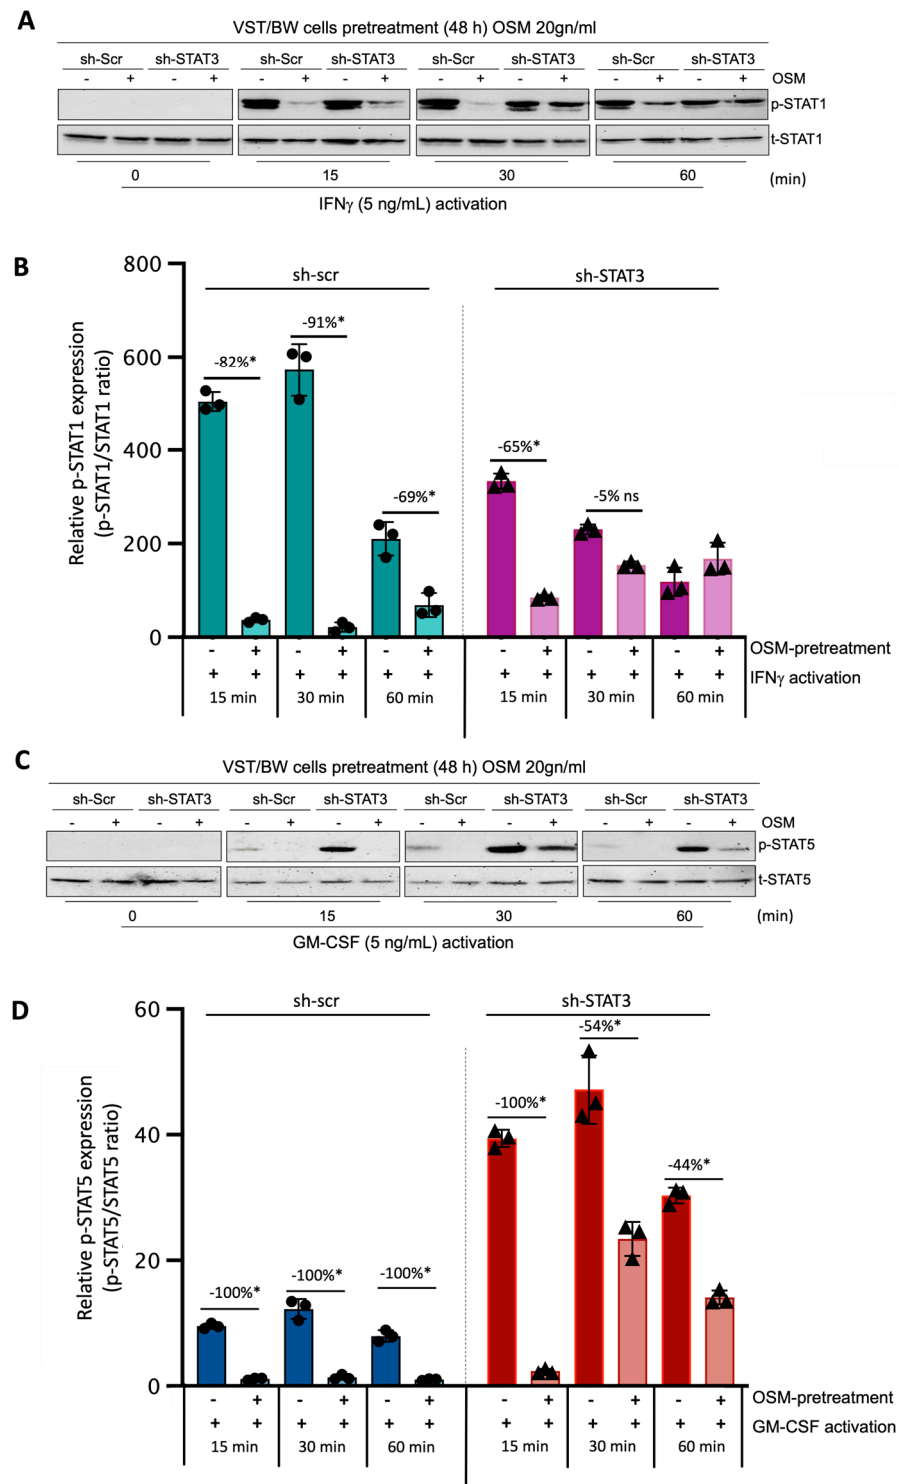 A
VST/BW cells pretreatment (48 h) OSM 20gn/ml
sh-Scr sh-STAT3 sh-Scr sh-STAT3 sh-Scr sh-STAT3 sh-Scr sh-STAT3
- + - + - + - + - + - + - + - + OSM
p-STAT1
t-STAT1
0 15 30 60 (min)
IFNγ (5 ng/mL) activation
B
Relative p-STAT1 expression
(p-STAT1/STAT1 ratio)
800
600
400
200
0
sh-scr sh-STAT3
-82%* -91%* -69%* -65%* -5% ns
- + - + - + - + - + - + OSM-pretreatment
+ + + + + + + + + + + + IFNγ activation
15 min 30 min 60 min 15 min 30 min 60 min
C
VST/BW cells pretreatment (48 h) OSM 20gn/ml
sh-Scr sh-STAT3 sh-Scr sh-STAT3 sh-Scr sh-STAT3 sh-Scr sh-STAT3
- + - + - + - + - + - + - + - + OSM
p-STAT5
t-STAT5
0 15 30 60 (min)
GM-CSF (5 ng/mL) activation
D
Relative p-STAT5 expression
(p-STAT5/STAT5 ratio)
60
40
20
0
sh-scr sh-STAT3
-100%* -100%* -100%* -100%* -54%* -44%*
- + - + - + - + - + - + OSM-pretreatment
+ + + + + + + + + + + + GM-CSF activation
15 min 30 min 60 min 15 min 30 min 60 min